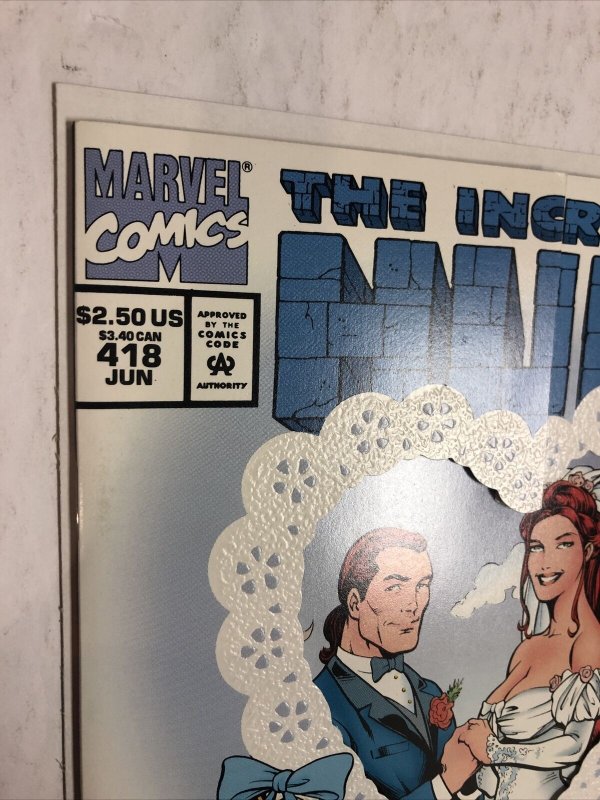 MARVEL®
COMICS
M
THE INCR
$2.50 US
$3.40 CAN
418
JUN
APPROVED
BY THE
COMICS
CODE
CA
AUTHORITY